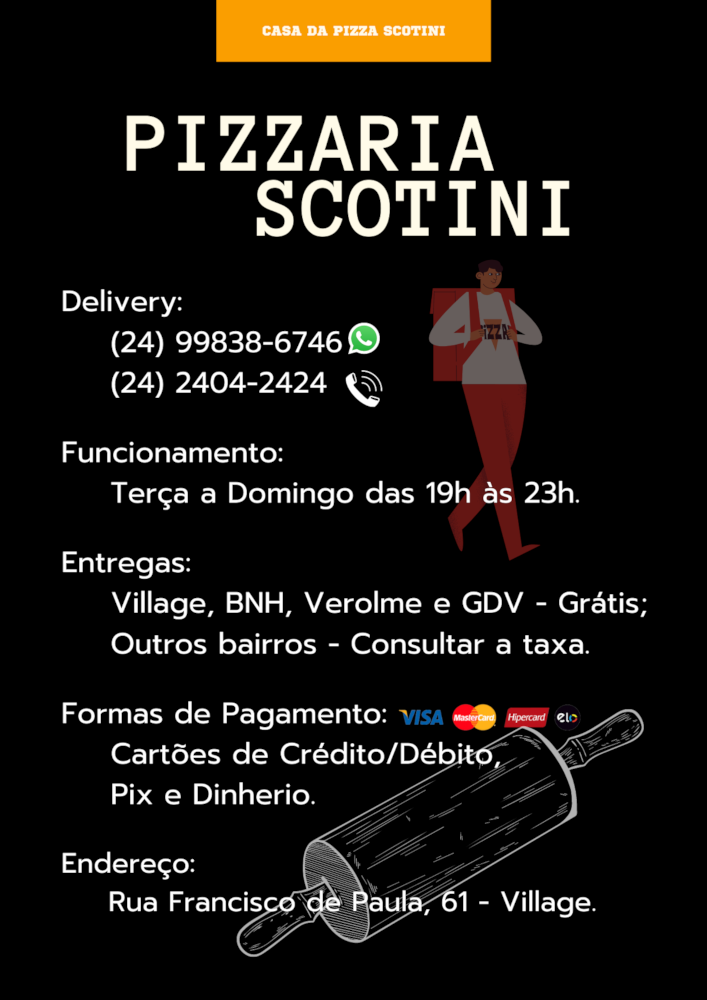 CASA DA PIZZA SCOTINI
PIZZARIA
SCOTINI
Delivery:
(24) 99838-6746
(24) 2404-2424
Funcionamento:
Terça a Domingo das 19h às 23h.
Entregas:
Village, BNH, Verolme e GDV - Grátis;
Outros bairros - Consultar a taxa.
Formas de Pagamento: VISA MasterCard Hipercard elo
Cartões de Crédito/Débito,
Pix e Dinherio.
Endereço:
Rua Francisco de Paula, 61 - Village.